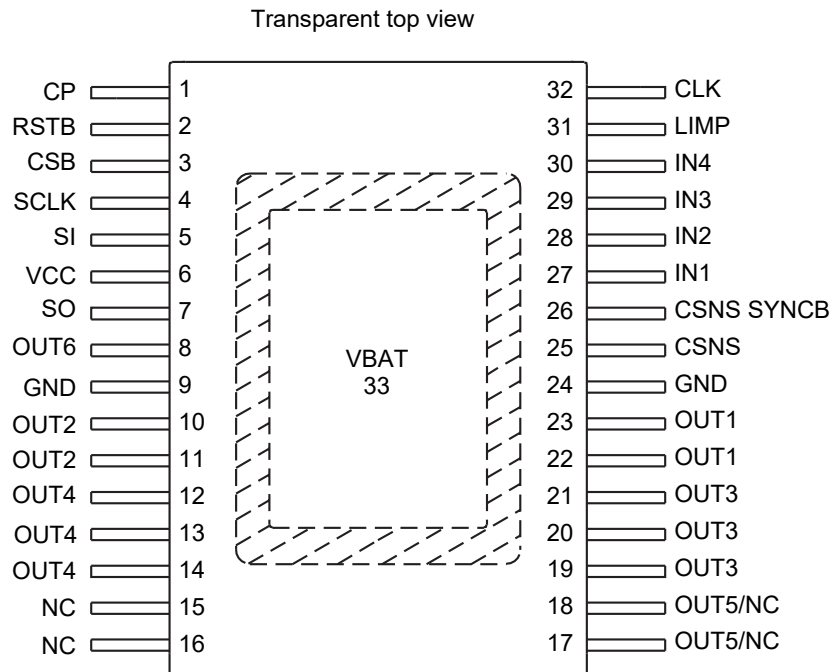 Transparent top view
CP 1 32 CLK
RSTB 2 31 LIMP
CSB 3 30 IN4
SCLK 4 29 IN3
SI 5 28 IN2
VCC 6 27 IN1
SO 7 26 CSNS SYNCB
OUT6 8 25 CSNS
GND 9 24 GND
OUT2 10 23 OUT1
OUT2 11 22 OUT1
OUT4 12 21 OUT3
OUT4 13 20 OUT3
OUT4 14 19 OUT3
NC 15 18 OUT5/NC
NC 16 17 OUT5/NC
VBAT
33